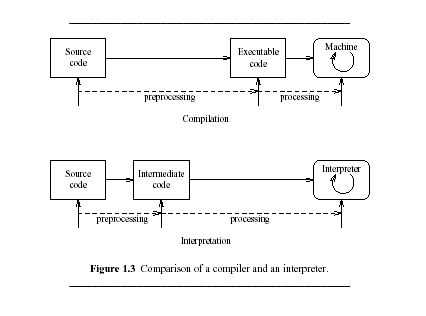 Source
code
Executable
code
Machine
preprocessing
processing
Compilation
Source
code
Intermediate
code
Interpreter
preprocessing
processing
Interpretation
Figure 1.3 Comparison of a compiler and an interpreter.